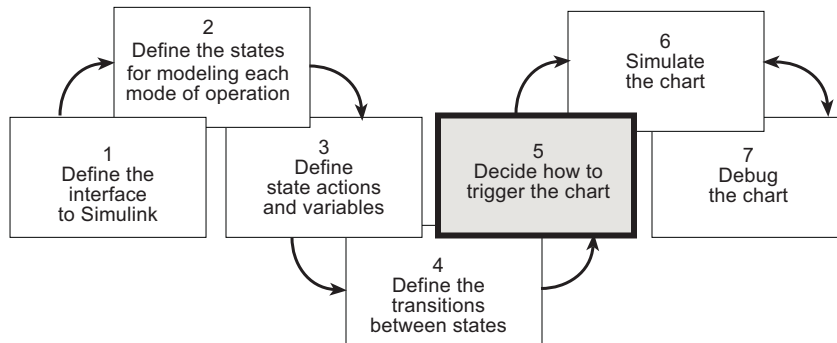 1
Define the
interface
to Simulink
2
Define the states
for modeling each
mode of operation
3
Define
state actions
and variables
4
Define the
transitions
between states
5
Decide how to
trigger the chart
6
Simulate
the chart
7
Debug
the chart